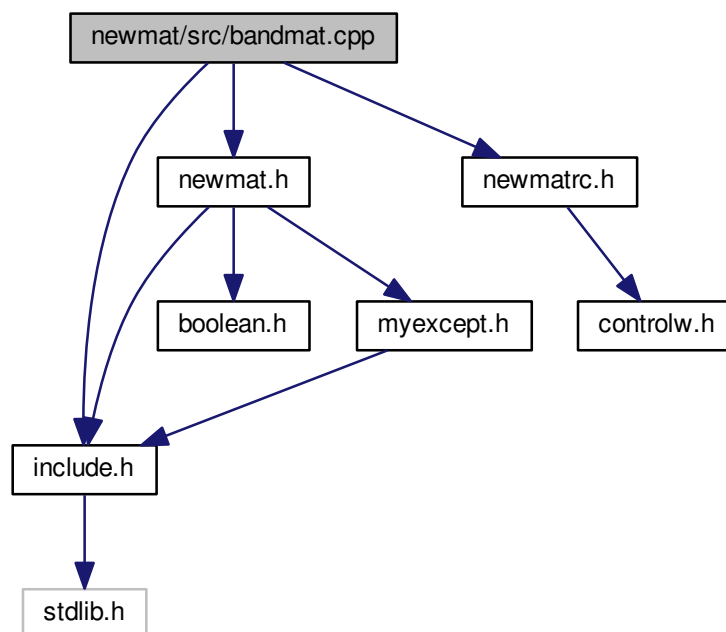 newmat/src/bandmat.cpp
newmat.h
newmatrc.h
boolean.h
myexcept.h
controlw.h
include.h
stdlib.h